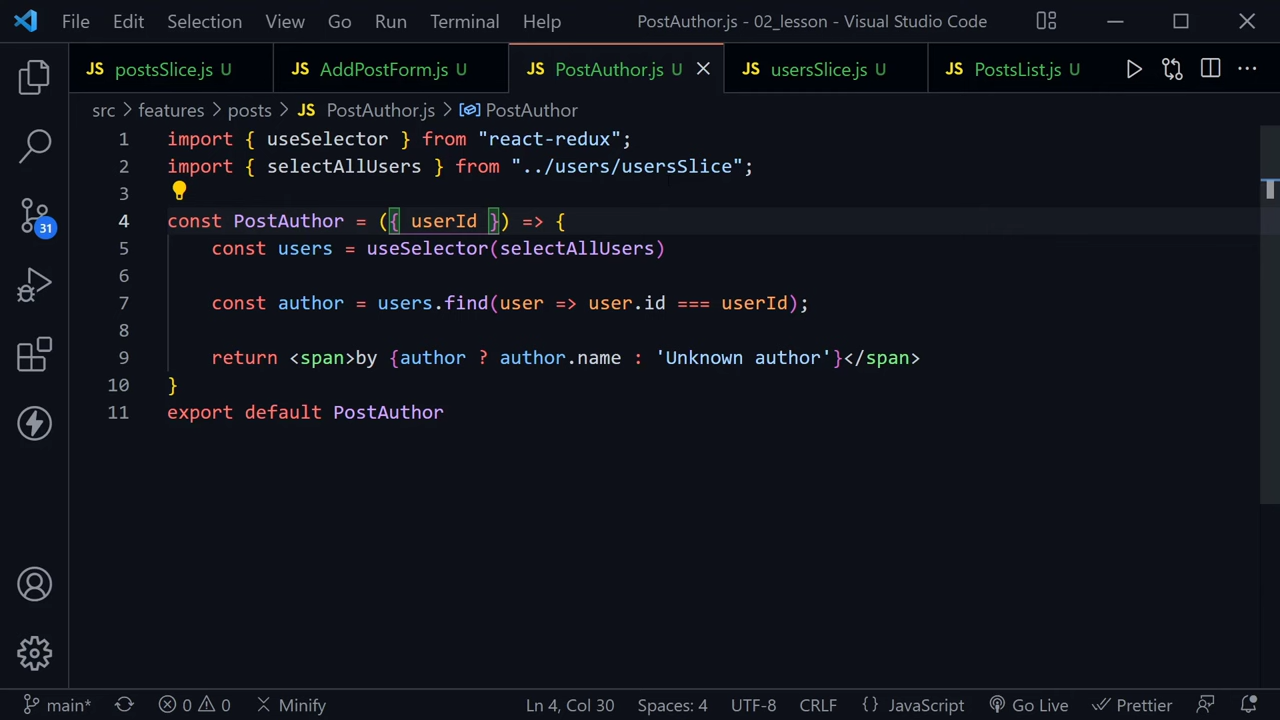 File Edit Selection View Go Run Terminal Help PostAuthor.js - 02_lesson - Visual Studio Code
JS postsSlice.js U JS AddPostForm.js U JS PostAuthor.js U JS usersSlice.js U JS PostsList.js U
src > features > posts > JS PostAuthor.js > PostAuthor
1 import { useSelector } from "react-redux";
2 import { selectAllUsers } from "../users/usersSlice";
3
4 const PostAuthor = ({ userId }) => {
5 const users = useSelector(selectAllUsers)
6
7 const author = users.find(user => user.id === userId);
8
9 return <span>by {author ? author.name : 'Unknown author'}</span>
10 }
11 export default PostAuthor
31
main* 0 0 Minify Ln 4, Col 30 Spaces: 4 UTF-8 CRLF {} JavaScript Go Live Prettier